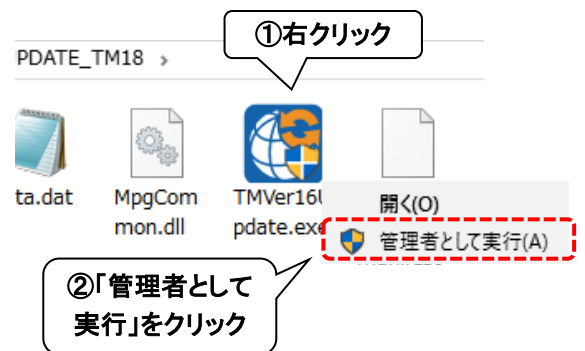 ①右クリック
PDATE_TM18 >
ta.dat
MpgCom
mon.dll
TMVer16U
pdate.exe
開く(O)
管理者として実行(A)
②「管理者として
実行」をクリック